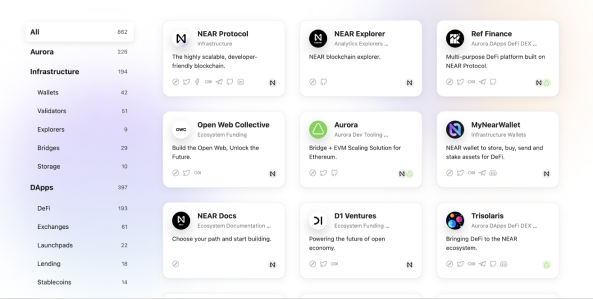 All 862
Aurora 226
Infrastructure 194
Wallets 42
Validators 51
Explorers 9
Bridges 29
Storage 10
DApps 397
DeFi 193
Exchanges 61
Launchpads 22
Lending 18
Stablecoins 14
NEAR Protocol
Infrastructure
The highly scalable, developer-
friendly blockchain.
NEAR Explorer
Analytics Explorers ...
NEAR blockchain explorer.
Ref Finance
Aurora DApps DeFi DEX ...
Multi-purpose DeFi platform built on
NEAR Protocol.
OWC
Open Web Collective
Ecosystem Funding
Build the Open Web, Unlock the
Future.
Aurora
Aurora Dev Tooling ...
Bridge + EVM Scaling Solution for
Ethereum.
MyNearWallet
Infrastructure Wallets
NEAR wallet to store, buy, send and
stake assets for DeFi.
NEAR Docs
Ecosystem Documentation ...
Choose your path and start building.
D1 Ventures
Ecosystem Funding ...
Powering the future of open
economy.
Trisolaris
Aurora DApps DeFi DEX ...
Bringing DeFi to the NEAR
ecosystem.